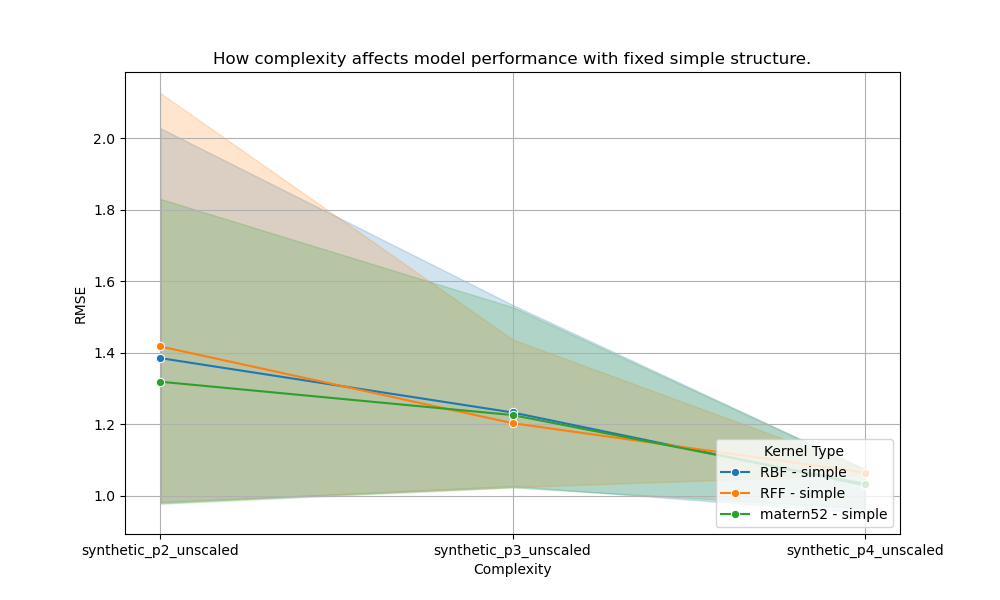 How complexity affects model performance with fixed simple structure.
RMSE
2.0
1.8
1.6
1.4
1.2
1.0
Kernel Type
RBF - simple
RFF - simple
matern52 - simple
synthetic_p2_unscaled synthetic_p3_unscaled synthetic_p4_unscaled
Complexity